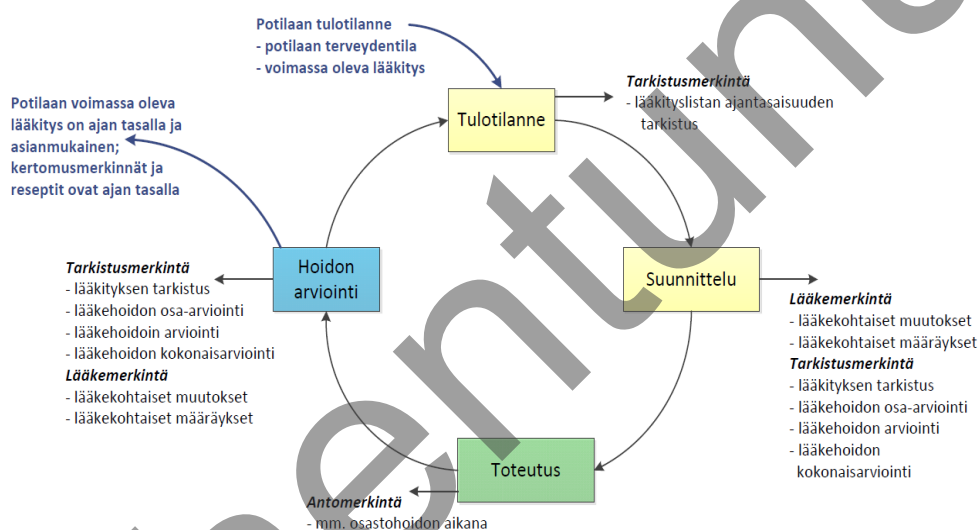 Potilaan tulotilanne
- potilaan terveydentila
- voimassa oleva lääkitys
Potilaan voimassa oleva
lääkitys on ajan tasalla ja
asianmukainen;
kertomusmerkinnät ja
reseptit ovat ajan tasalla
Tulotilanne
Tarkistusmerkintä
- lääkityslistan ajantasaisuuden
tarkistus
Suunnittelu
Lääkemerkintä
- lääkekohtaiset muutokset
- lääkekohtaiset määräykset
Tarkistusmerkintä
- lääkityksen tarkistus
- lääkehoidon osa-arviointi
- lääkehoidon arviointi
- lääkehoidon
kokonaisarviointi
Toteutus
Antomerkintä
- mm. osastohoidon aikana
Hoidon
arviointi
Tarkistusmerkintä
- lääkityksen tarkistus
- lääkehoidon osa-arviointi
- lääkehoidoin arviointi
- lääkehoidon kokonaisarviointi
Lääkemerkintä
- lääkekohtaiset muutokset
- lääkekohtaiset määräykset